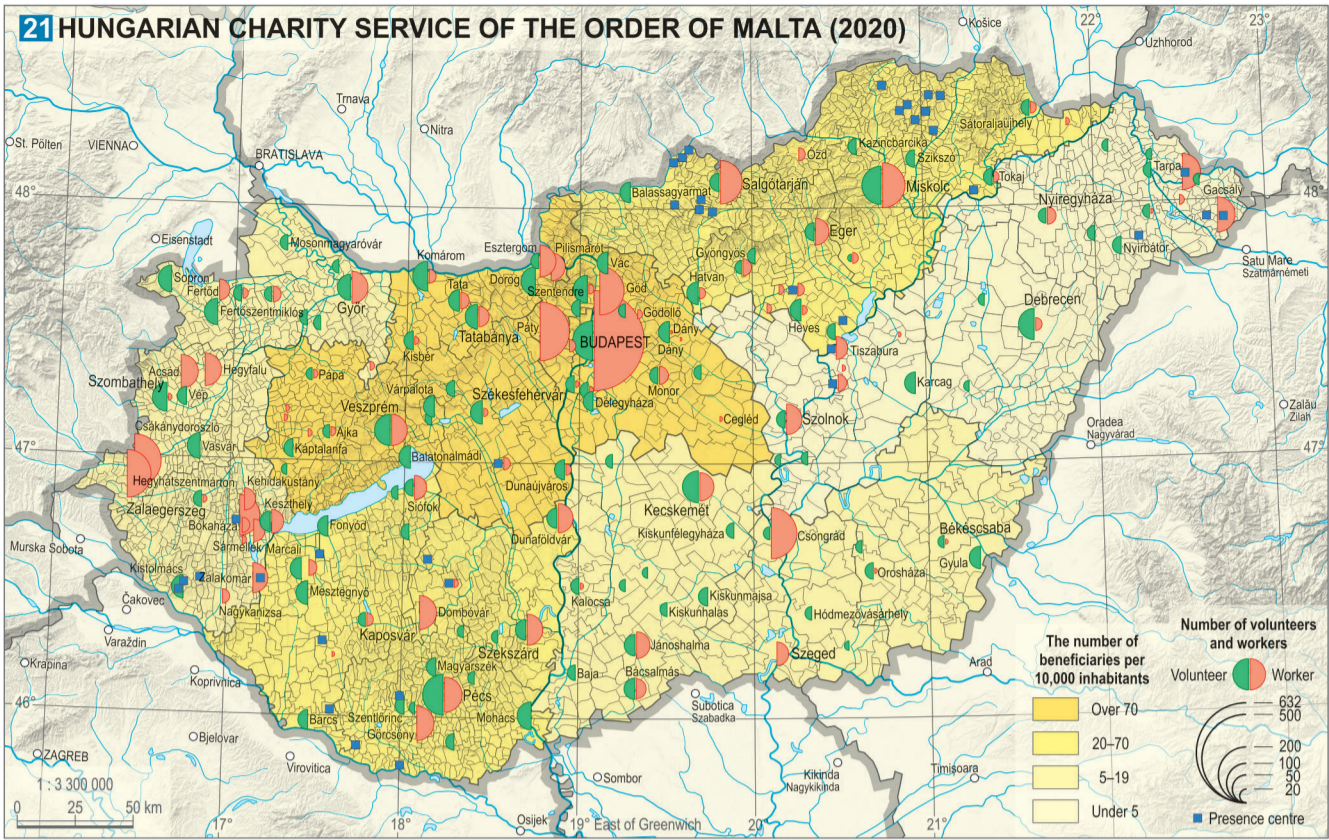 21 HUNGARIAN CHARITY SERVICE OF THE ORDER OF MALTA (2020)
22°
23°
Košice
Uzhhorod
Trnava
Nitra
St. Pölten
VIENNA
BRATISLAVA
Sátoraljaújhely
Kazincbarcika
Ózd
Szikszó
Tarpa
48°
Balassagyarmat
Salgótarján
Miskolc
Tokaj
Gacsály
48°
Nyíregyháza
Eisenstadt
Mosonmagyaróvár
Komárom
Esztergom
Pilismarót
Eger
Nyírbátor
Satu Mare
Szatmárnémeti
Sopron
Fertőd
Fertőszentmiklós
Győr
Tata
Dorog
Szentendre
Vác
Göd
Gyöngyös
Hatvan
Debrecen
Tatabánya
Páty
BUDAPEST
Gödöllő
Dány
Dány
Heves
Tiszabura
Kisbér
Acsád
Hegyfalu
Szombathely
Vép
Pápa
Várpalota
Székesfehérvár
Monor
Délegyháza
Karcag
Veszprém
Cegléd
Szolnok
Zalău
Zilah
Csákánydoroszló
Vasvár
Ajka
Káptalanfa
Balatonalmádi
Oradea
Nagyvárad
47°
47°
Hegyhátszentmárton
Kehidakustány
Zalaegerszeg
Keszthely
Siófok
Dunaújváros
Kecskemét
Bókaháza
Fonyód
Dunaföldvár
Kiskunfélegyháza
Csongrád
Békéscsaba
Murska Sobota
Sármellék
Marcali
Gyula
Kistolmács
Zalakomár
Mesztegnyő
Orosháza
Čakovec
Nagykanizsa
Kalocsa
Kiskunmajsa
Kiskunhalas
Hódmezővásárhely
Varaždin
Dombóvár
Kaposvár
Szekszárd
Jánoshalma
Szeged
Krapina
Koprivnica
Magyarszék
Pécs
Baja
Bácsalmás
Arad
46°
46°
Barcs
Szentlőrinc
Görcsöny
Mohács
Subotica
Szabadka
Bjelovar
ZAGREB
Virovitica
Sombor
Kikinda
Nagykikinda
Timişoara
1 : 3 300 000
0 25 50 km
17°
18°
19° East of Greenwich
20°
21°
Osijek
The number of
beneficiaries per
10,000 inhabitants
Over 70
20–70
5–19
Under 5
Number of volunteers
and workers
Volunteer Worker
632
500
200
100
50
20
Presence centre